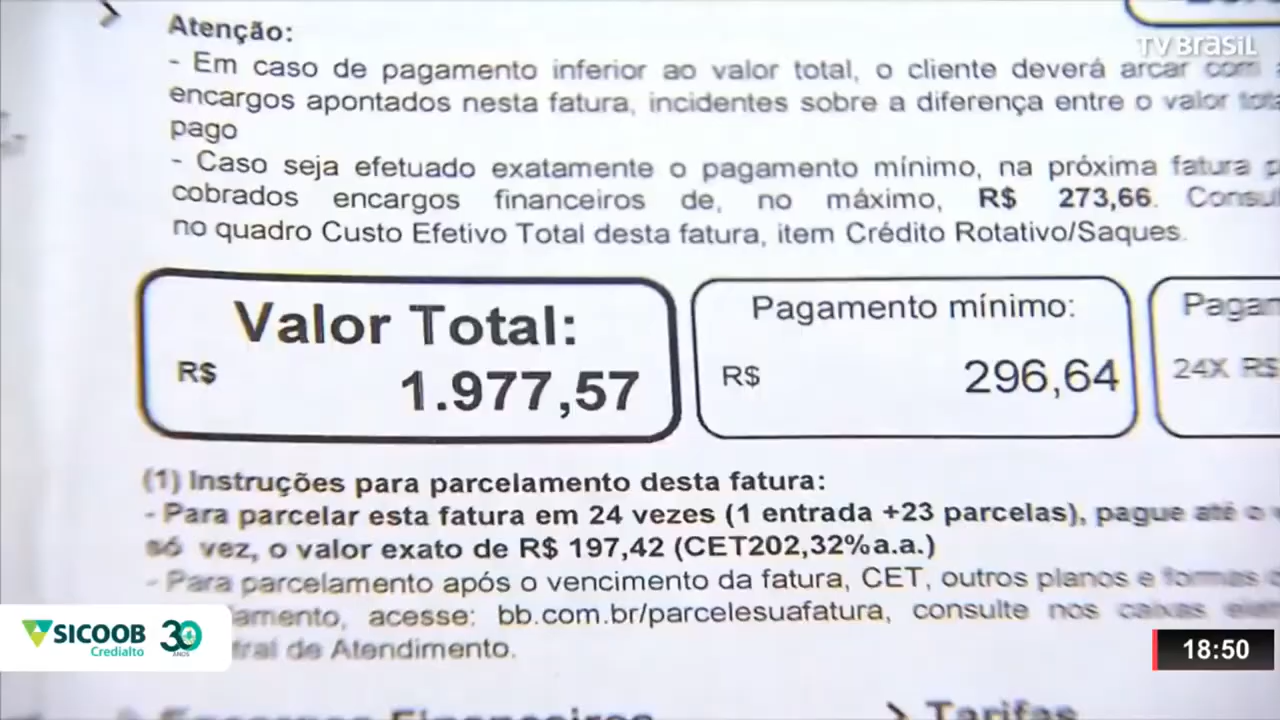 TV BRASIL
Atenção:
- Em caso de pagamento inferior ao valor total, o cliente deverá arcar com
encargos apontados nesta fatura, incidentes sobre a diferença entre o valor
pago
- Caso seja efetuado exatamente o pagamento mínimo, na próxima fatura
cobrados encargos financeiros de, no máximo, R$ 273,66.
no quadro Custo Efetivo Total desta fatura, item Crédito Rotativo/Saques.
Valor Total:
R$ 1.977,57
Pagamento mínimo:
R$ 296,64
24X R$
(1) Instruções para parcelamento desta fatura:
- Para parcelar esta fatura em 24 vezes (1 entrada +23 parcelas), pague até o
só vez, o valor exato de R$ 197,42 (CET202,32%a.a.)
- Para parcelamento após o vencimento da fatura, CET, outros planos e formas
acesse: bb.com.br/parcelesuafatura, consulte nos caixas
de Atendimento.
SICOOB
Credialto
30
ANOS
18:50
Tarifas